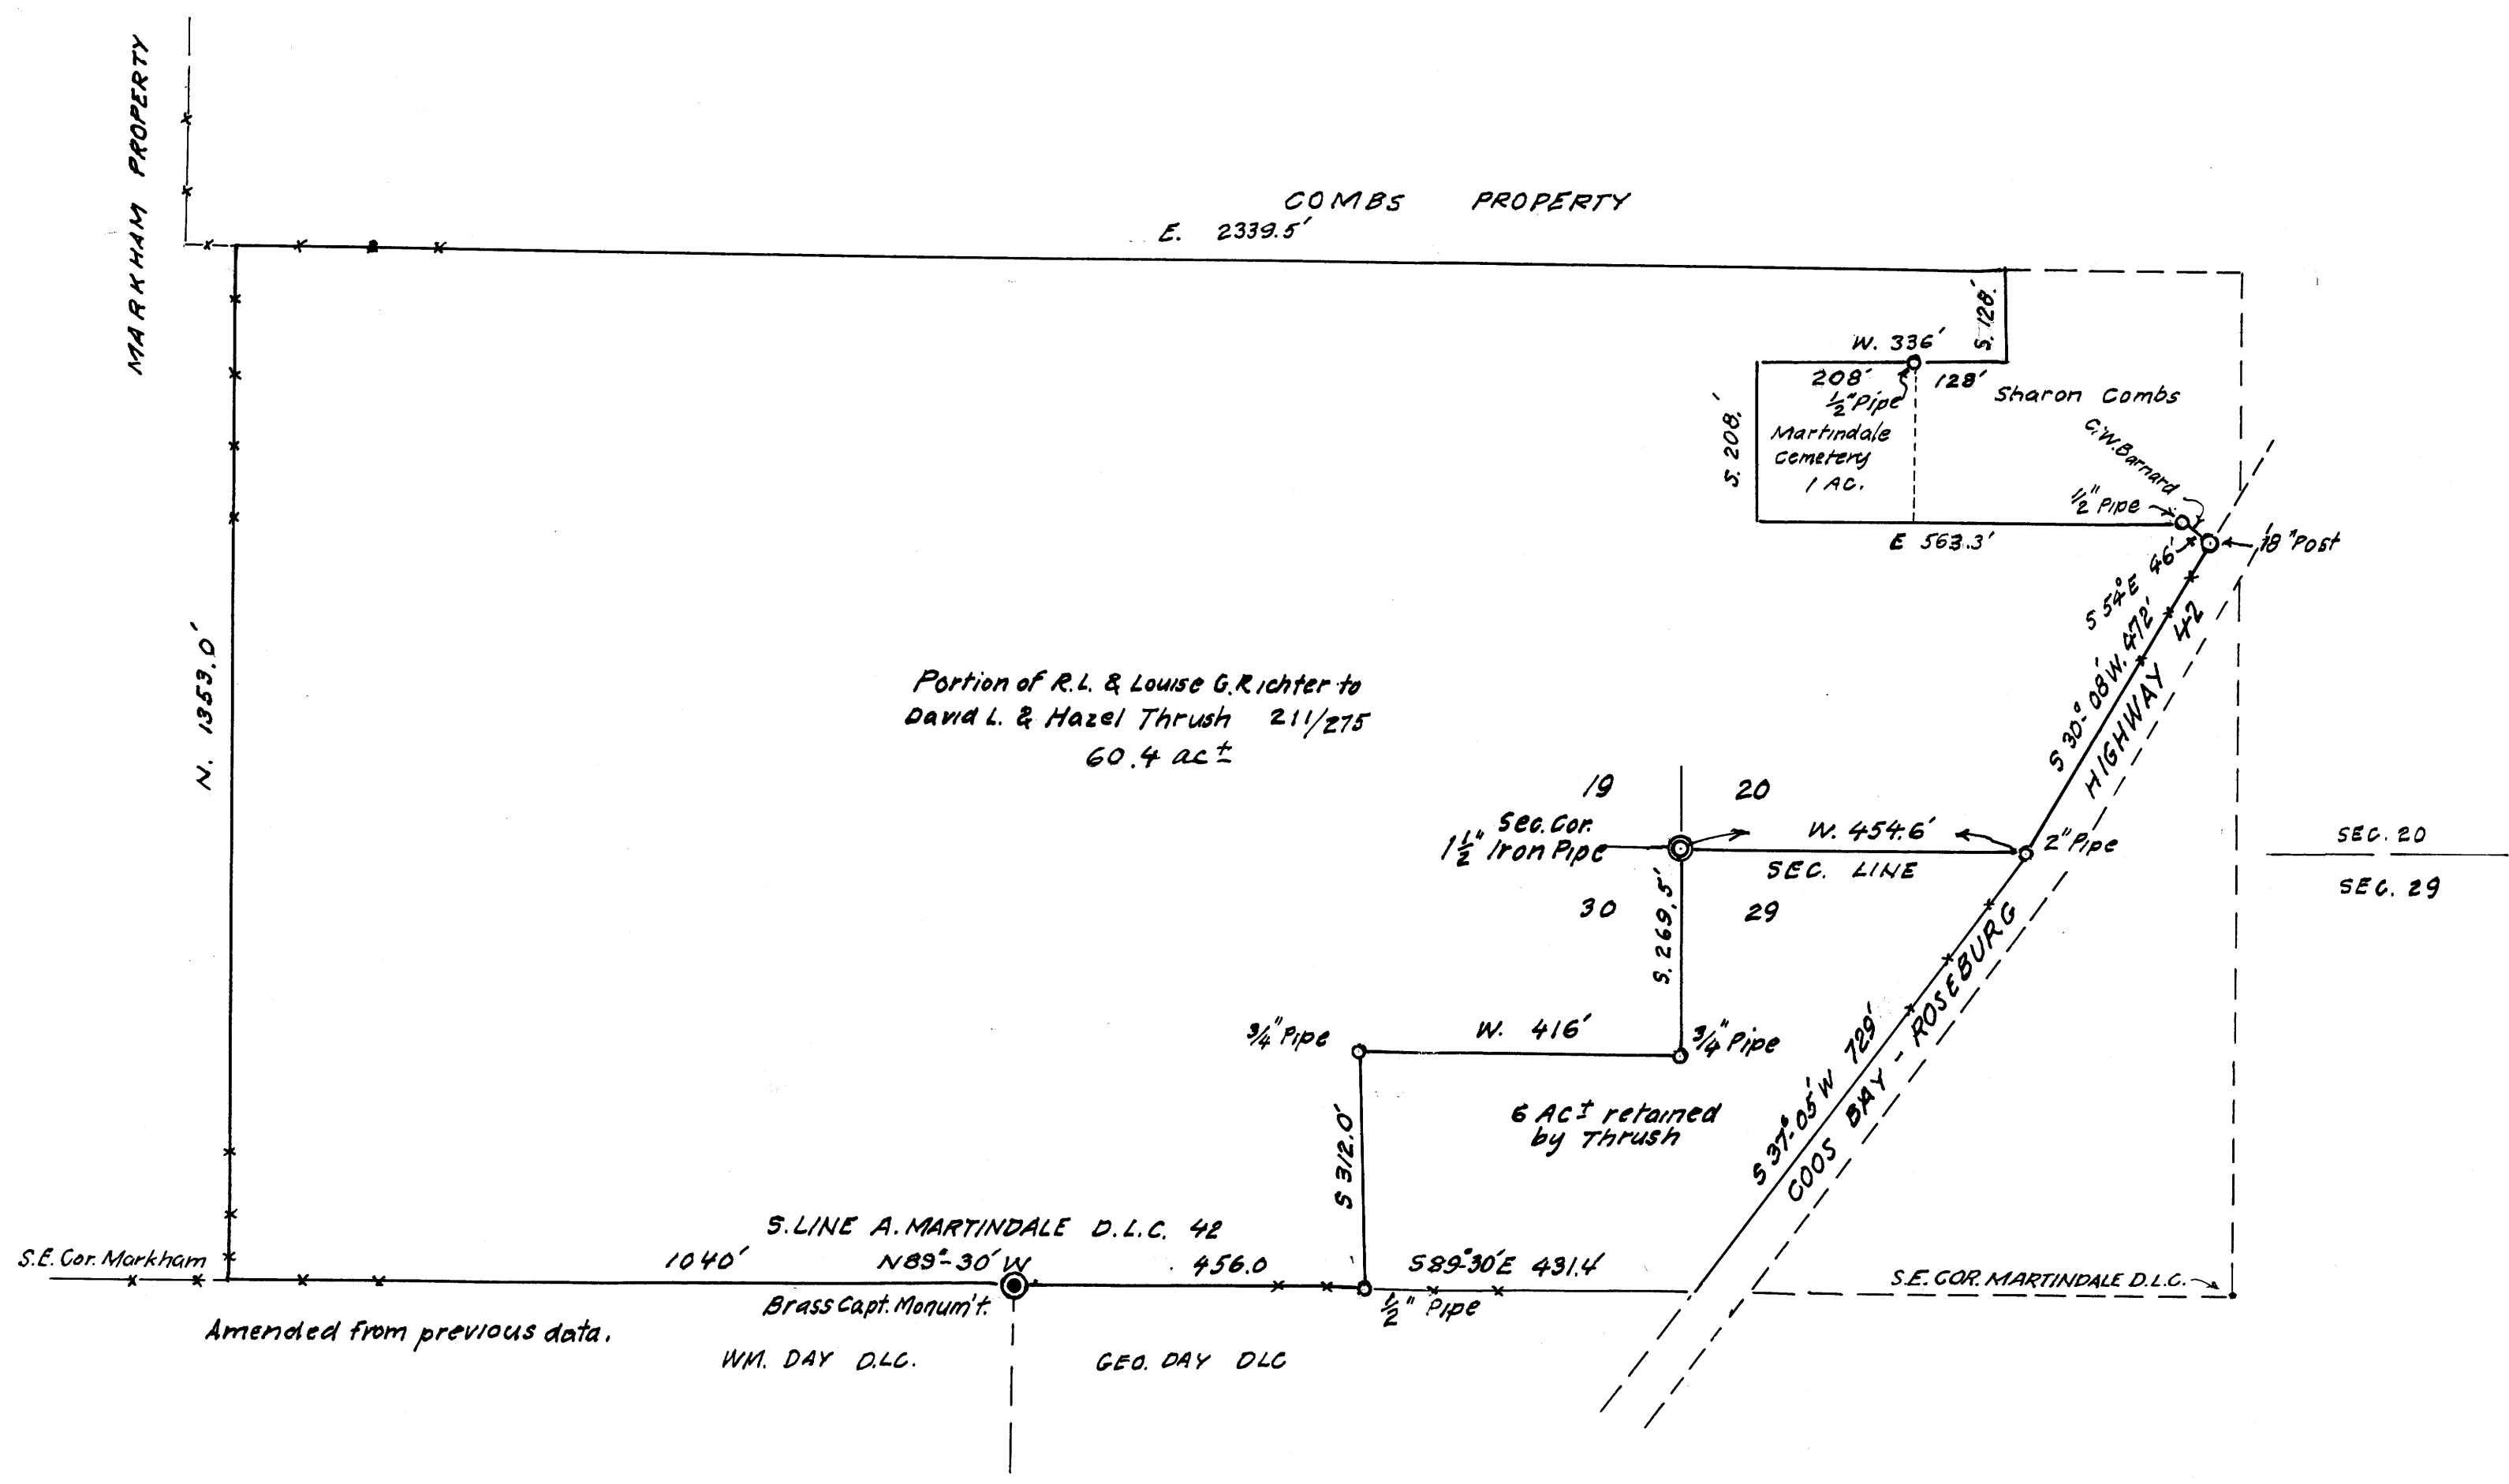 MARKHAM PROPERTY
COMBS PROPERTY
E. 2339.5'
S. 128.'
W. 336'
208' 128'
1/2" Pipe
Sharon Combs
S. 208.'
Martindale
Cemetery
1 AC.
C.W. Barnard
1/2" Pipe
E 563.3'
S 54° E 46'
S 30°-08' W. 472'
HIGHWAY 42
N. 1353.0'
Portion of R.L. & Louise G. Richter to
David L. & Hazel Thrush 211/275
60.4 ac ±
19 20
Sec. Cor.
1 1/2" Iron Pipe
W. 454.6'
2" Pipe
SEC. LINE
SEC. 20
SEC. 29
30 29
S. 269.5'
3/4" Pipe
W. 416'
3/4" Pipe
S 312.0'
6 Ac ± retained
by Thrush
S 37°-05' W 729'
COOS BAY - ROSEBURG
S. LINE A. MARTINDALE D.L.C. 42
S.E. Cor. Markham
1040' N 89°-30' W 456.0
S 89°-30' E 431.4'
S.E. COR. MARTINDALE D.L.C.
Brass Capt. Monum't.
1/2" Pipe
Amended from previous data.
WM. DAY D.L.C.
GEO. DAY DLC